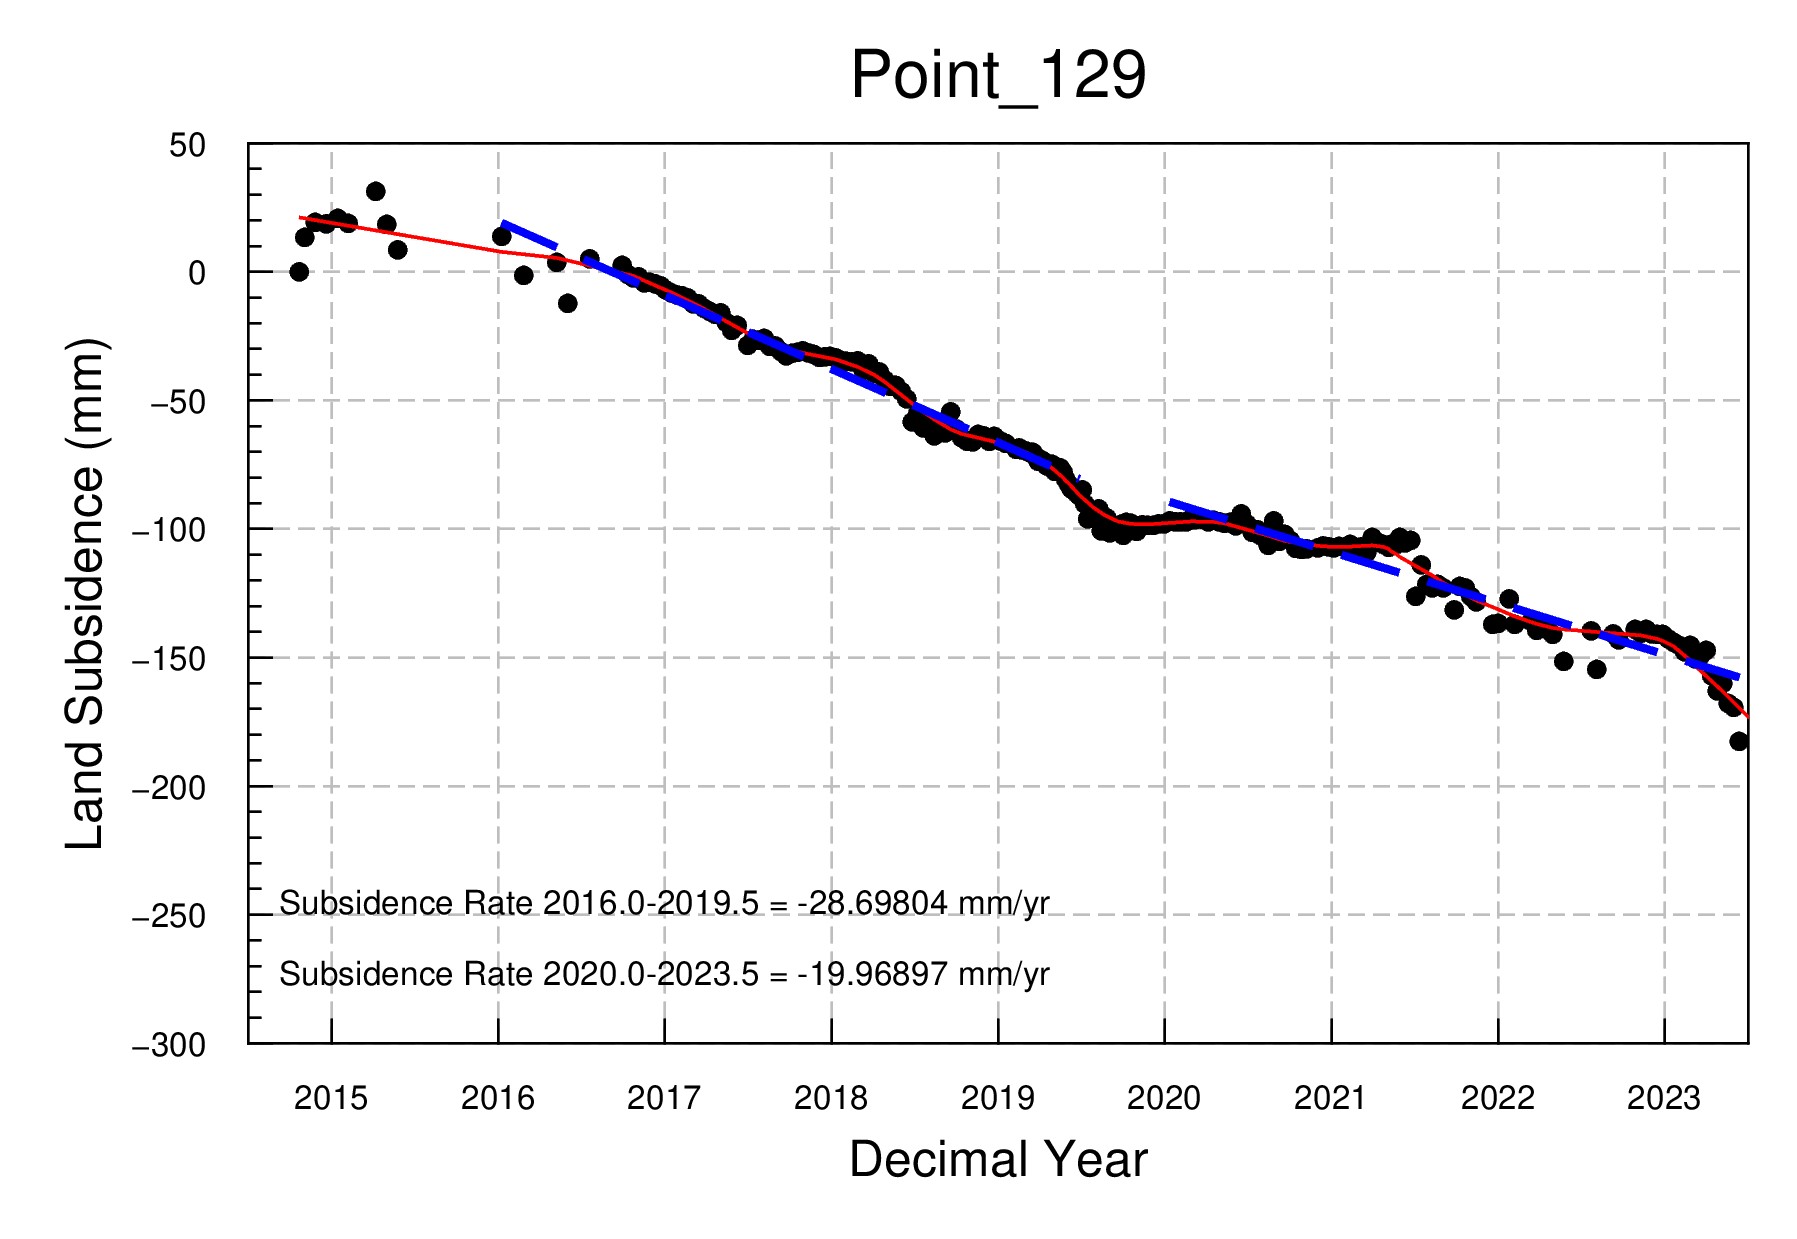 Point_129
50
0
−50
−100
−150
−200
−250
−300
Land Subsidence (mm)
Subsidence Rate 2016.0-2019.5 = -28.69804 mm/yr
Subsidence Rate 2020.0-2023.5 = -19.96897 mm/yr
2015 2016 2017 2018 2019 2020 2021 2022 2023
Decimal Year